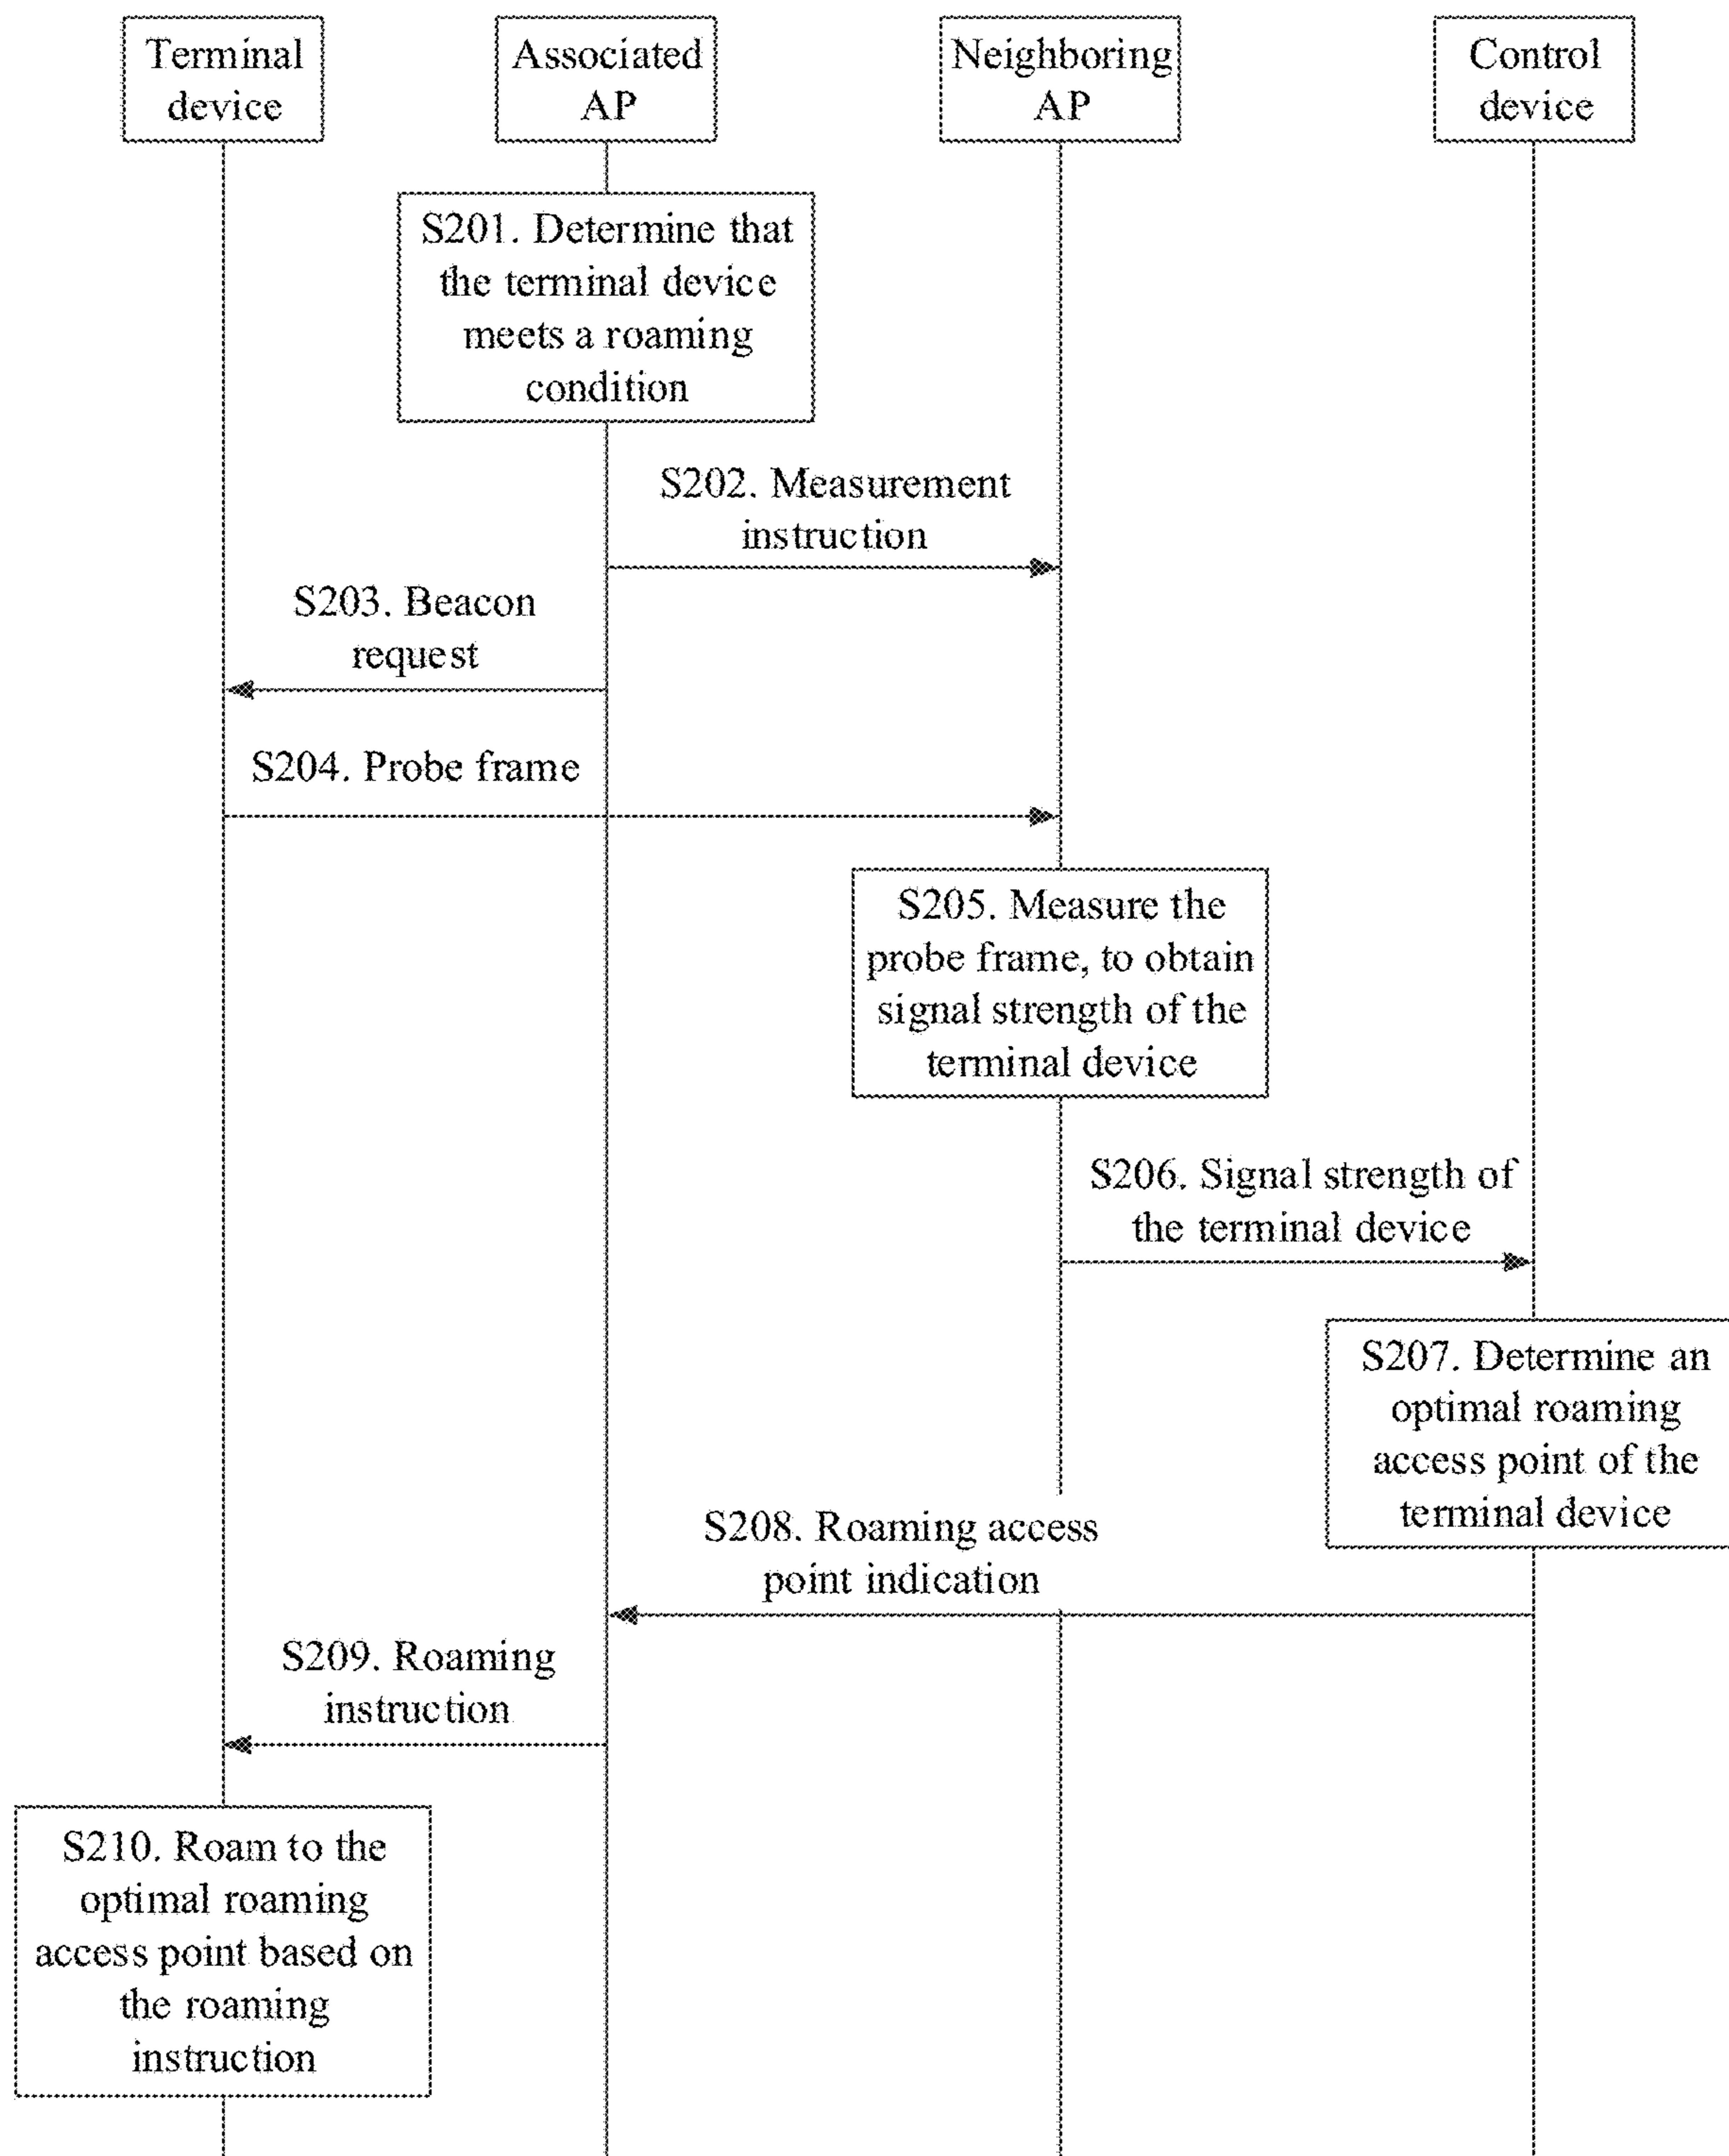 Terminal
device
Associated
AP
Neighboring
AP
Control
device
S201. Determine that
the terminal device
meets a roaming
condition
S202. Measurement
instruction
S203. Beacon
request
S204. Probe frame
S205. Measure the
probe frame, to obtain
signal strength of the
terminal device
S206. Signal strength of
the terminal device
S207. Determine an
optimal roaming
access point of the
terminal device
S208. Roaming access
point indication
S209. Roaming
instruction
S210. Roam to the
optimal roaming
access point based on
the roaming
instruction